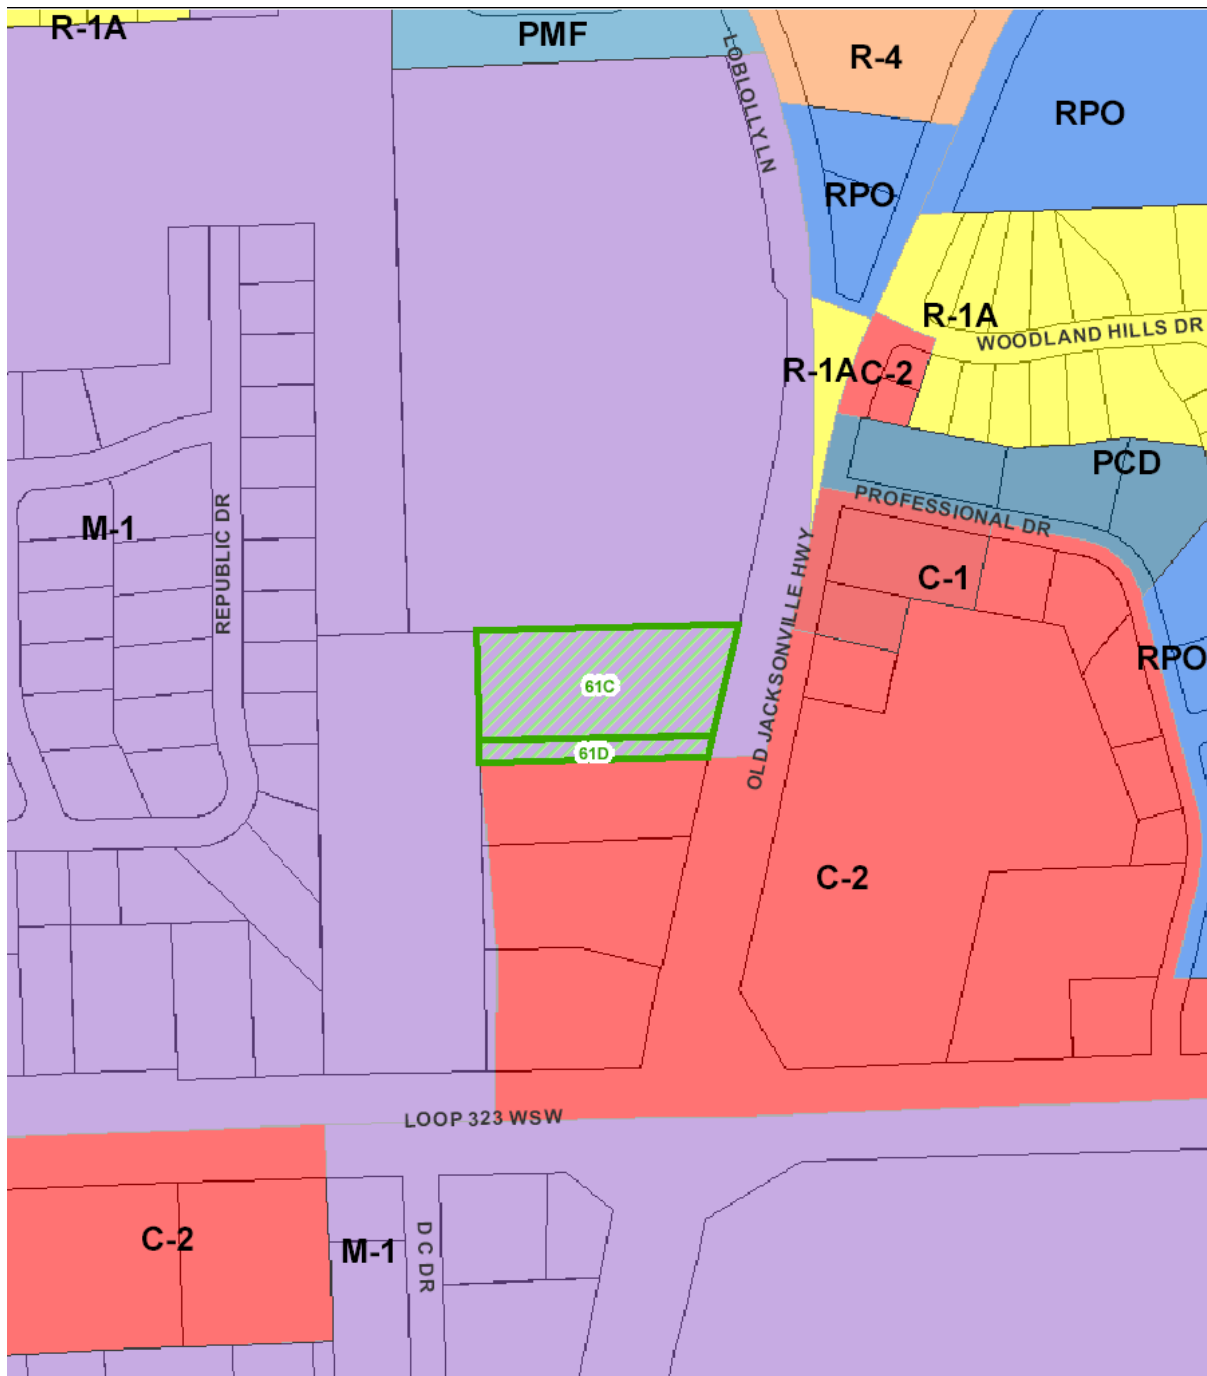 R-1A
PMF
R-4
RPO
LOBLOLLY LN
RPO
R-1A
WOODLAND HILLS DR
R-1A
C-2
PCD
PROFESSIONAL DR
M-1
REPUBLIC DR
C-1
OLD JACKSONVILLE HWY
RPO
61C
61D
C-2
LOOP 323 WSW
C-2
M-1
D C DR